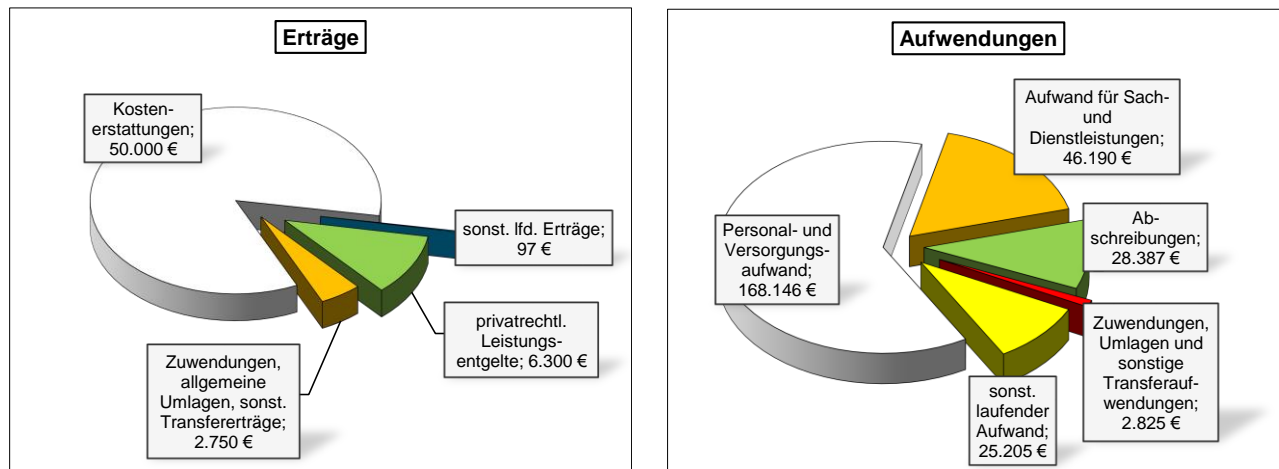 Erträge
Kosten-
erstattungen;
50.000 €
sonst. lfd. Erträge;
97 €
privatrechtl.
Leistungs-
entgelte; 6.300 €
Zuwendungen,
allgemeine
Umlagen, sonst.
Transfererträge;
2.750 €
Aufwendungen
Aufwand für Sach-
und
Dienstleistungen;
46.190 €
Personal- und
Versorgungs-
aufwand;
168.146 €
Ab-
schreibungen;
28.387 €
Zuwendungen,
Umlagen und
sonstige
Transferauf-
wendungen;
2.825 €
sonst.
laufender
Aufwand;
25.205 €